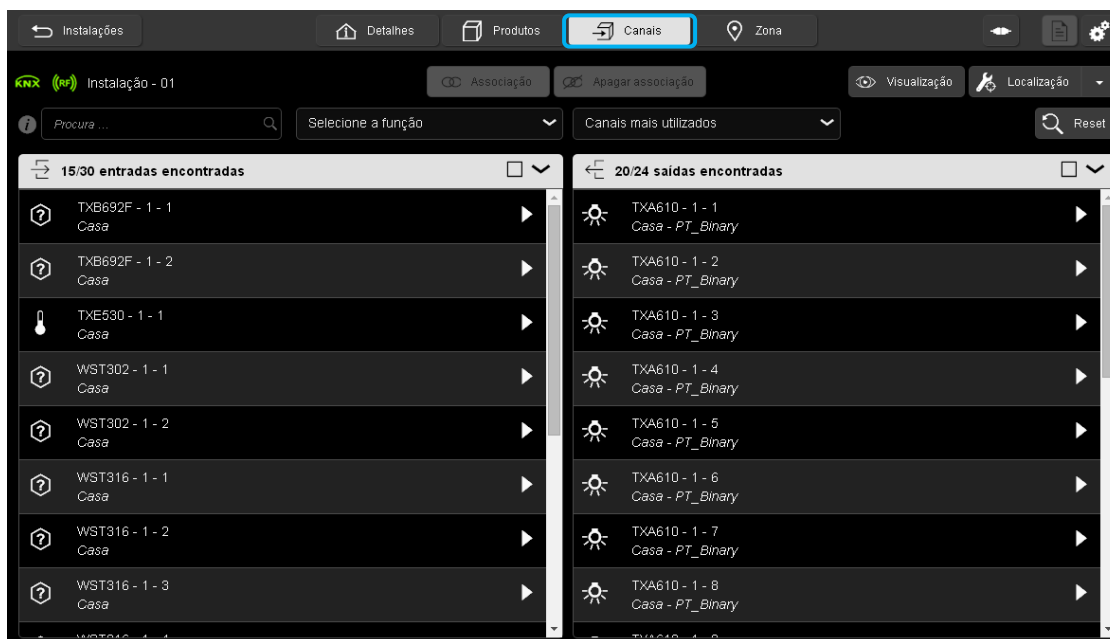 Instalações
Detalhes
Produtos
Canais
Zona
KNX ((RF)) Instalação - 01
Associação
Apagar associação
Visualização
Localização
Procura ...
Selecione a função
Canais mais utilizados
Reset
15/30 entradas encontradas
TXB692F - 1 - 1
Casa
TXB692F - 1 - 2
Casa
TXE530 - 1 - 1
Casa
WST302 - 1 - 1
Casa
WST302 - 1 - 2
Casa
WST316 - 1 - 1
Casa
WST316 - 1 - 2
Casa
WST316 - 1 - 3
Casa
20/24 saídas encontradas
TXA610 - 1 - 1
Casa - PT_Binary
TXA610 - 1 - 2
Casa - PT_Binary
TXA610 - 1 - 3
Casa - PT_Binary
TXA610 - 1 - 4
Casa - PT_Binary
TXA610 - 1 - 5
Casa - PT_Binary
TXA610 - 1 - 6
Casa - PT_Binary
TXA610 - 1 - 7
Casa - PT_Binary
TXA610 - 1 - 8
Casa - PT_Binary